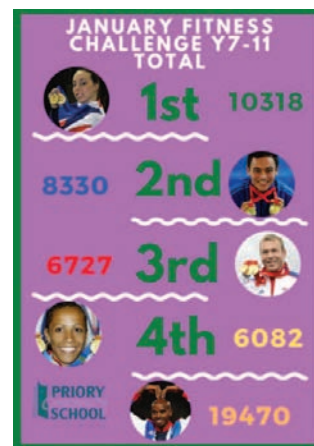 JANUARY FITNESS
CHALLENGE Y7-11
TOTAL
1st 10318
8330 2nd
6727 3rd
4th 6082
PRIORY
SCHOOL
19470